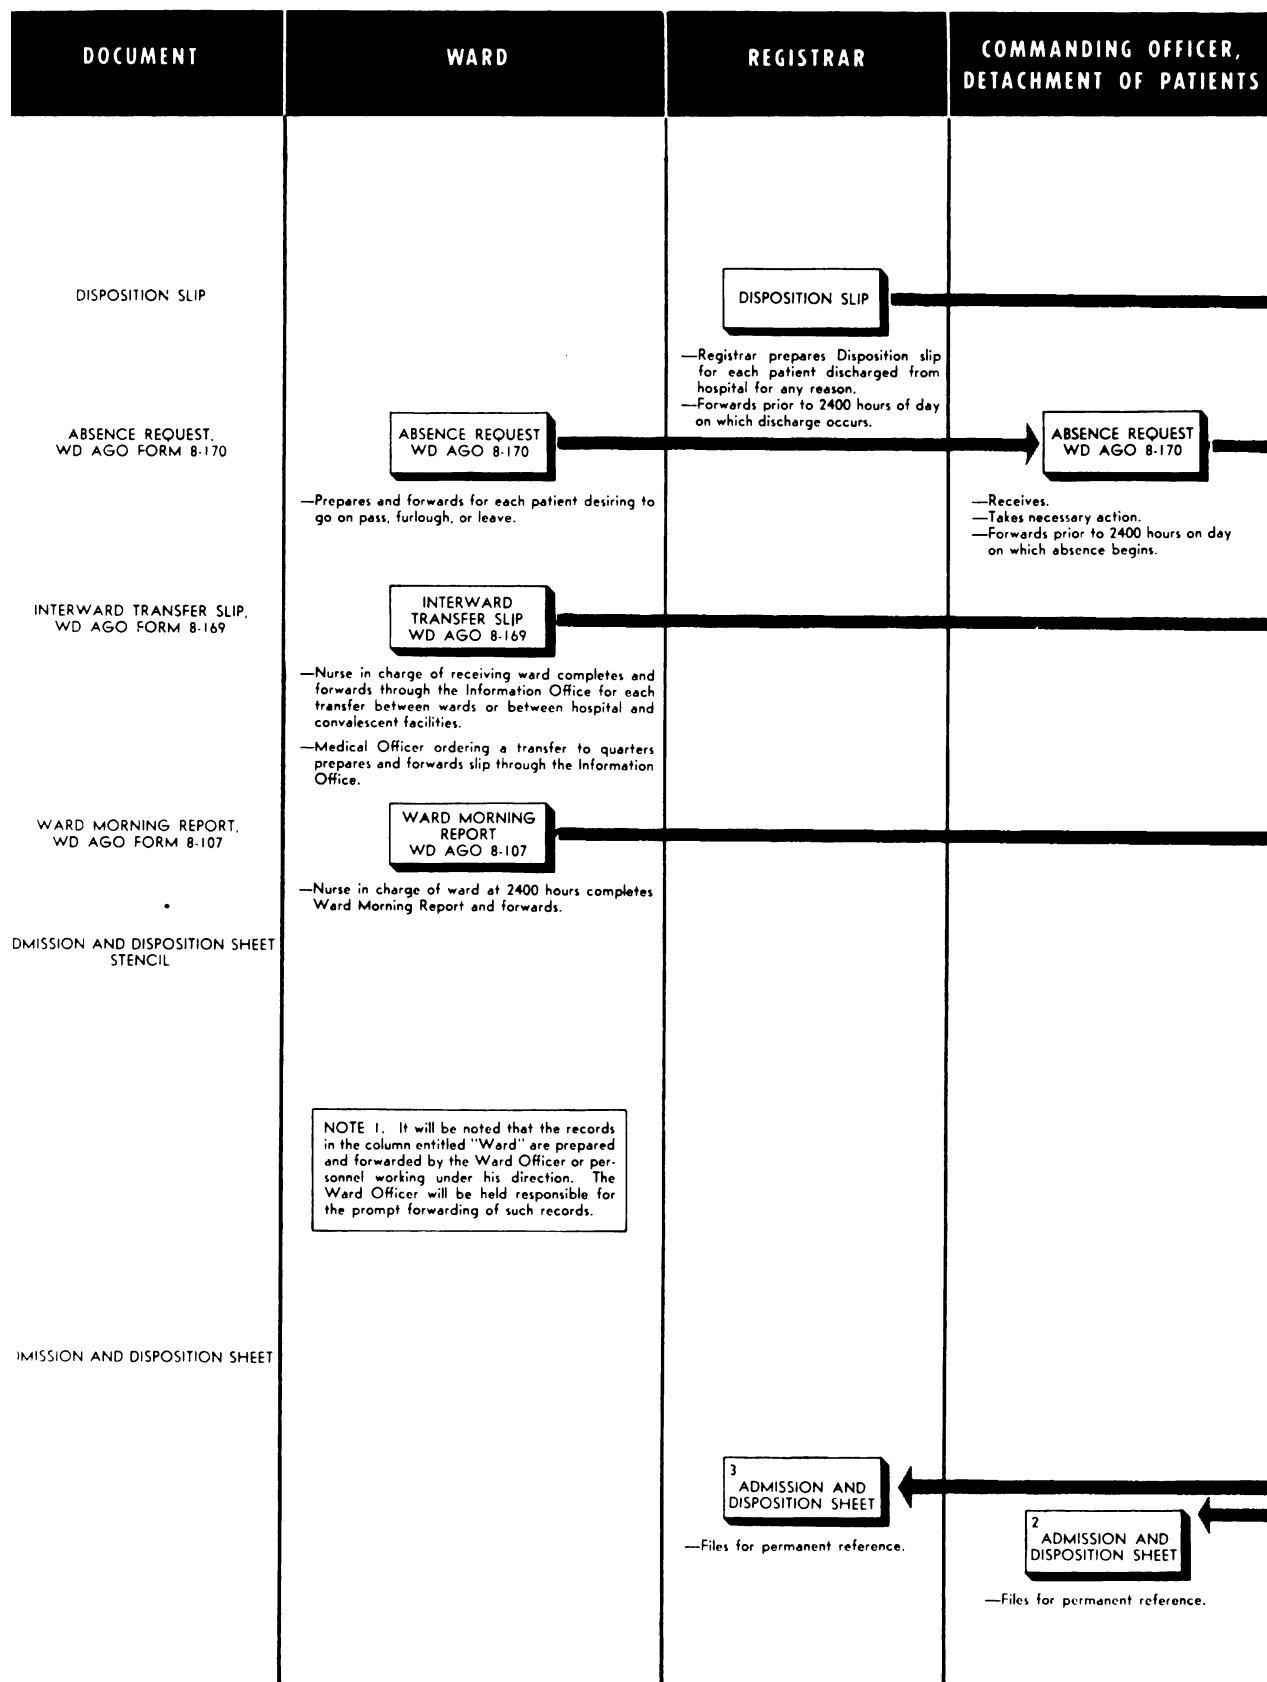 DOCUMENT
WARD
REGISTRAR
COMMANDING OFFICER,
DETACHMENT OF PATIENTS
DISPOSITION SLIP
DISPOSITION SLIP
—Registrar prepares Disposition slip
for each patient discharged from
hospital for any reason.
—Forwards prior to 2400 hours of day
on which discharge occurs.
ABSENCE REQUEST,
WD AGO FORM 8-170
ABSENCE REQUEST
WD AGO 8-170
—Prepares and forwards for each patient desiring to
go on pass, furlough, or leave.
ABSENCE REQUEST
WD AGO 8-170
—Receives.
—Takes necessary action.
—Forwards prior to 2400 hours on day
on which absence begins.
INTERWARD TRANSFER SLIP,
WD AGO FORM 8-169
INTERWARD
TRANSFER SLIP
WD AGO 8-169
—Nurse in charge of receiving ward completes and
forwards through the Information Office for each
transfer between wards or between hospital and
convalescent facilities.
—Medical Officer ordering a transfer to quarters
prepares and forwards slip through the Information
Office.
WARD MORNING REPORT,
WD AGO FORM 8-107
WARD MORNING
REPORT
WD AGO 8-107
—Nurse in charge of ward at 2400 hours completes
Ward Morning Report and forwards.
DMISSION AND DISPOSITION SHEET
STENCIL
NOTE 1. It will be noted that the records
in the column entitled "Ward" are prepared
and forwarded by the Ward Officer or per-
sonnel working under his direction. The
Ward Officer will be held responsible for
the prompt forwarding of such records.
MISSION AND DISPOSITION SHEET
3
ADMISSION AND
DISPOSITION SHEET
—Files for permanent reference.
2
ADMISSION AND
DISPOSITION SHEET
—Files for permanent reference.